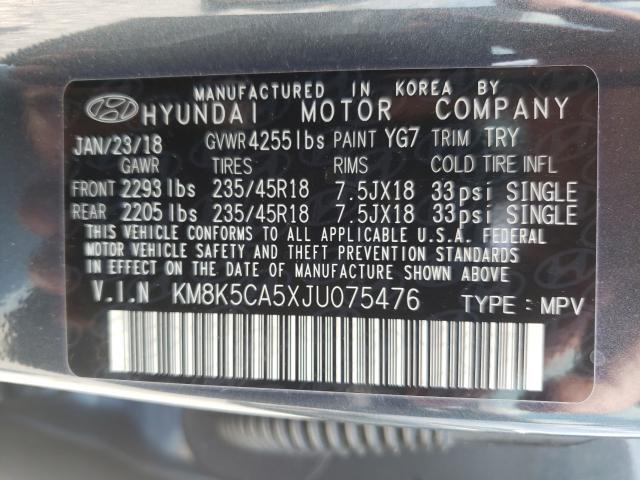 MANUFACTURED IN KOREA BY
HYUNDAI MOTOR COMPANY
JAN/23/18 GVWR 4255lbs PAINT YG7 TRIM TRY
GAWR TIRES RIMS COLD TIRE INFL
FRONT 2293 lbs 235/45R18 7.5JX18 33 psi SINGLE
REAR 2205 lbs 235/45R18 7.5JX18 33 psi SINGLE
THIS VEHICLE CONFORMS TO ALL APPLICABLE U.S.A. FEDERAL
MOTOR VEHICLE SAFETY AND THEFT PREVENTION STANDARDS
IN EFFECT ON THE DATE OF MANUFACTURE SHOWN ABOVE.
V.I.N KM8K5CA5XJU075476 TYPE : MPV